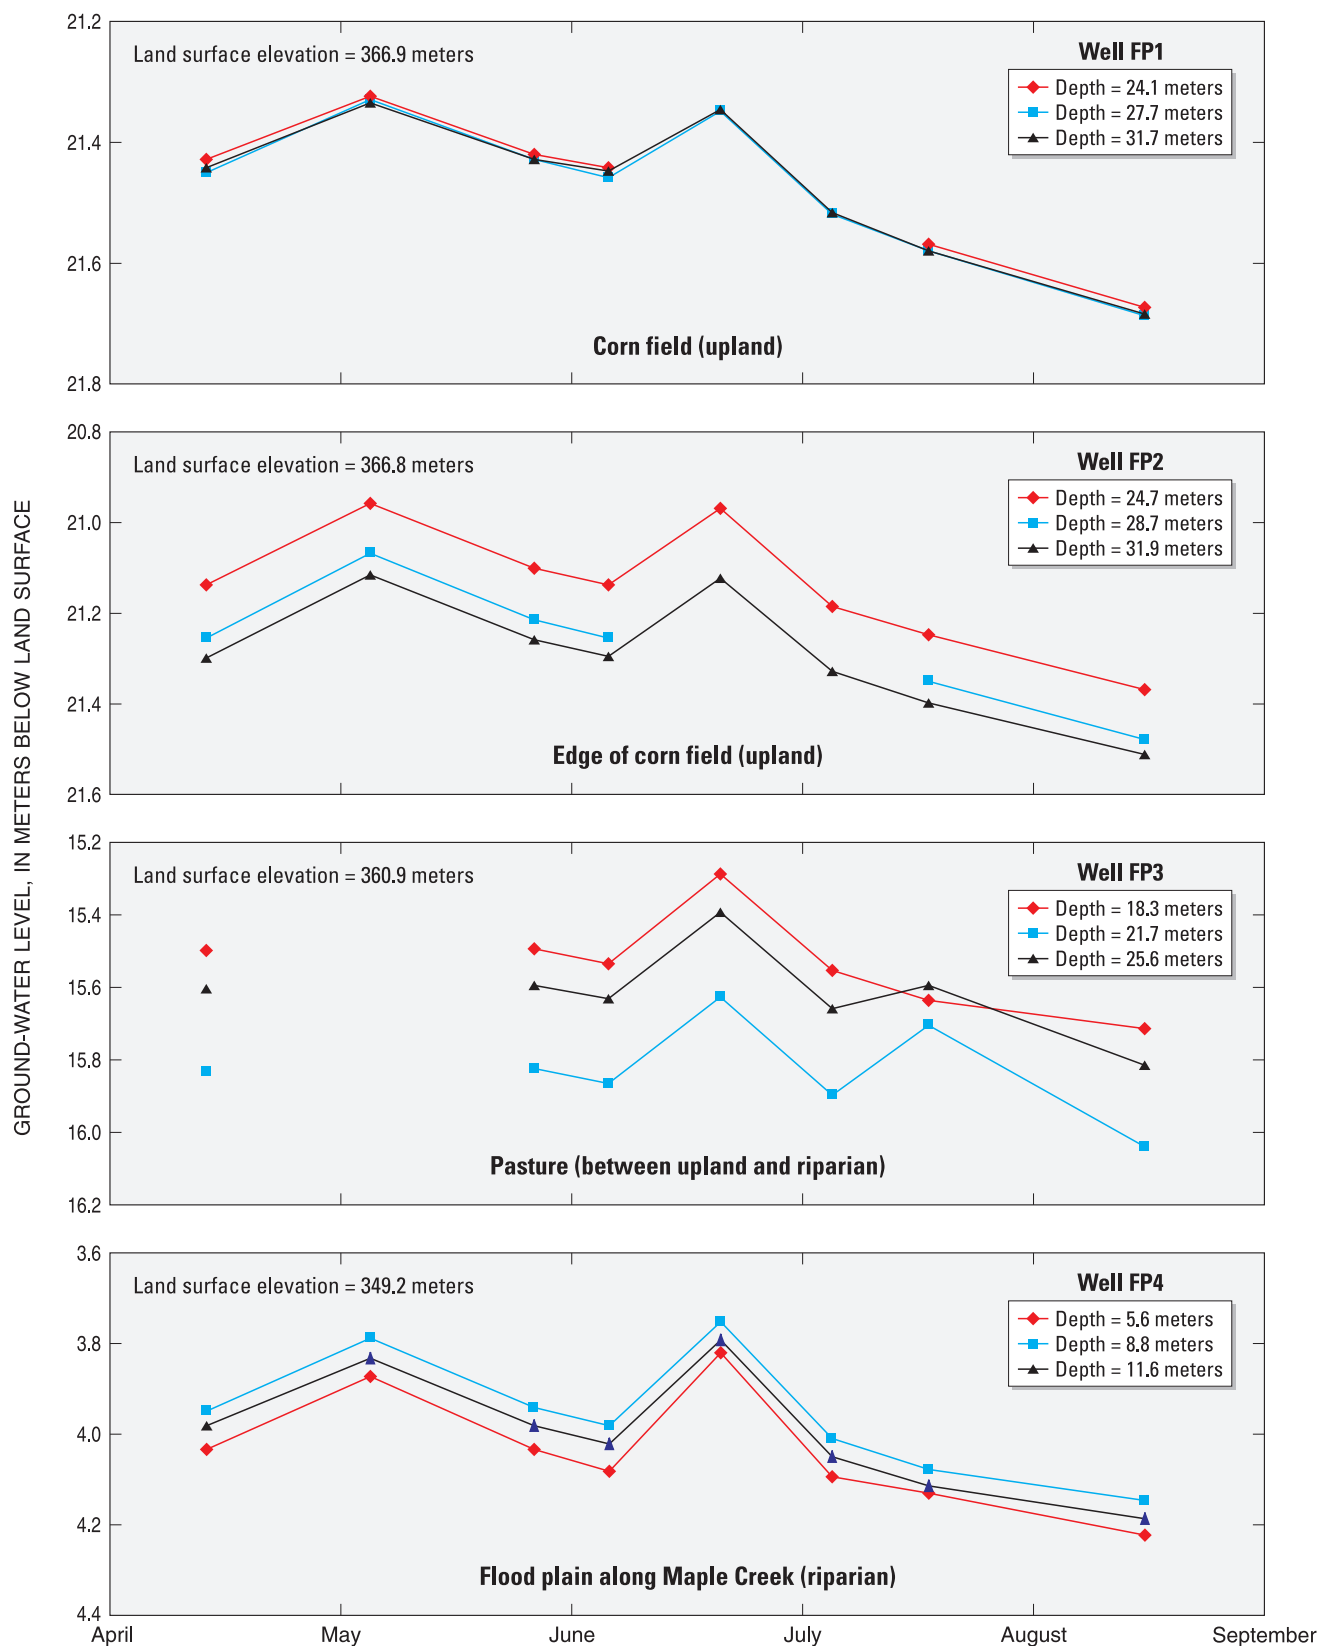 GROUND-WATER LEVEL, IN METERS BELOW LAND SURFACE
21.2
21.4
21.6
21.8
Land surface elevation = 366.9 meters
Well FP1
Depth = 24.1 meters
Depth = 27.7 meters
Depth = 31.7 meters
Corn field (upland)
20.8
21.0
21.2
21.4
21.6
Land surface elevation = 366.8 meters
Well FP2
Depth = 24.7 meters
Depth = 28.7 meters
Depth = 31.9 meters
Edge of corn field (upland)
15.2
15.4
15.6
15.8
16.0
16.2
Land surface elevation = 360.9 meters
Well FP3
Depth = 18.3 meters
Depth = 21.7 meters
Depth = 25.6 meters
Pasture (between upland and riparian)
3.6
3.8
4.0
4.2
4.4
Land surface elevation = 349.2 meters
Well FP4
Depth = 5.6 meters
Depth = 8.8 meters
Depth = 11.6 meters
Flood plain along Maple Creek (riparian)
April May June July August September